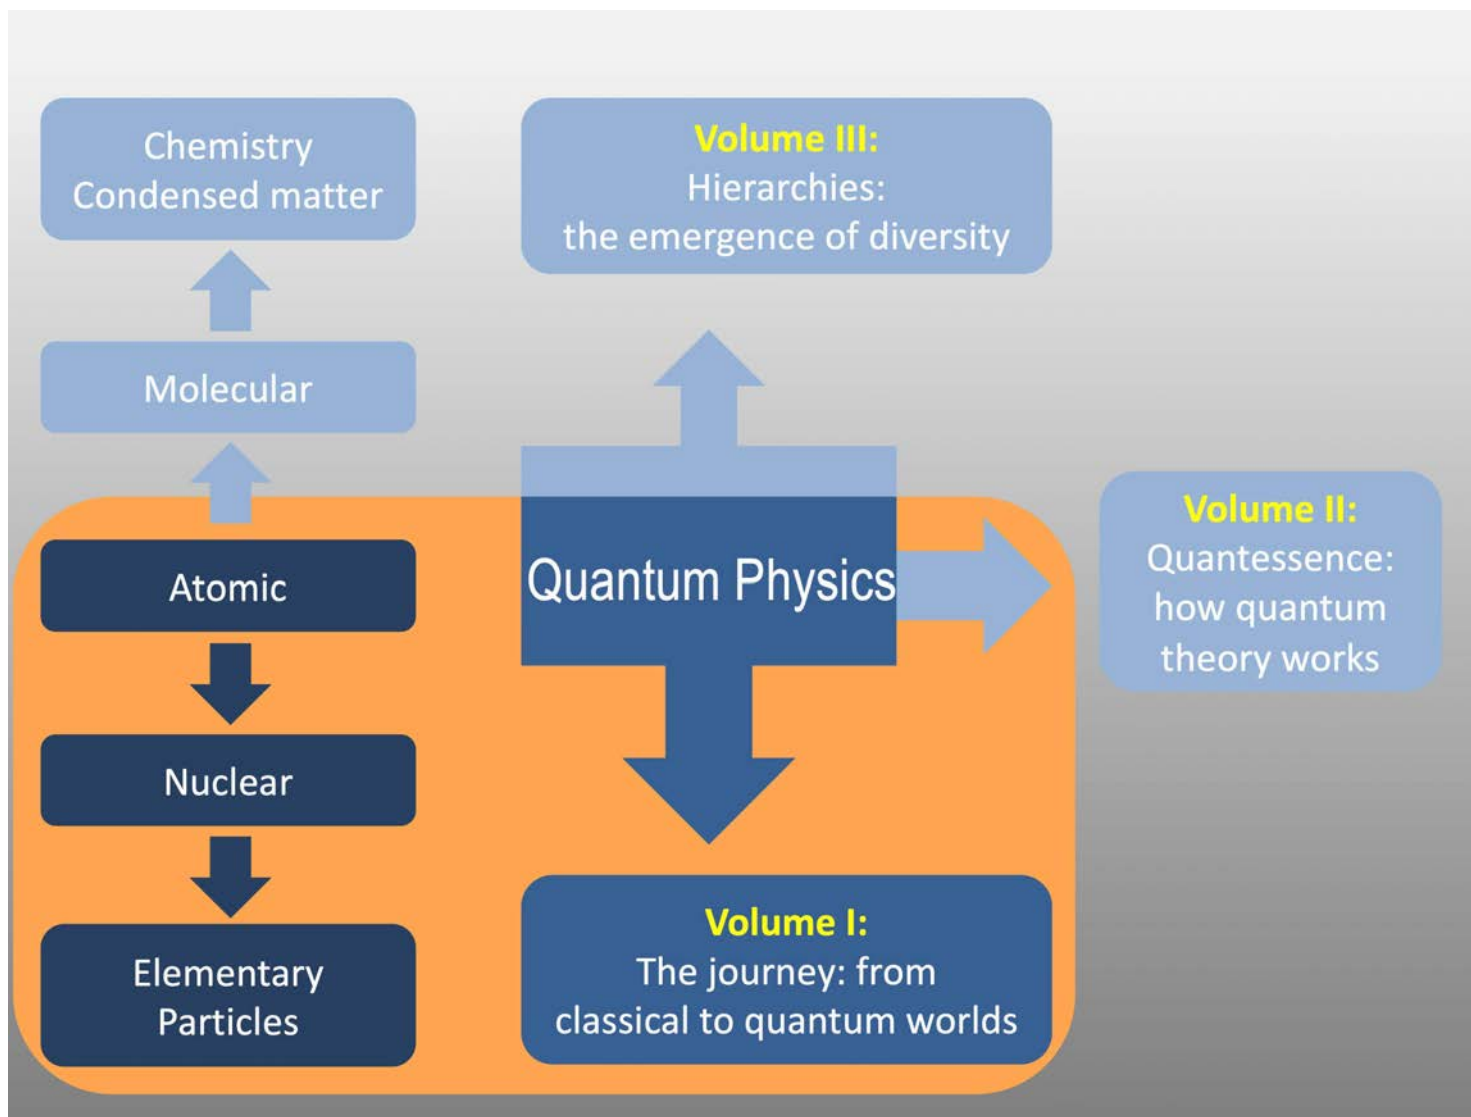 Chemistry
Condensed matter
Molecular
Atomic
Nuclear
Elementary
Particles
Volume III:
Hierarchies:
the emergence of diversity
Quantum Physics
Volume I:
The journey: from
classical to quantum worlds
Volume II:
Quantessence:
how quantum
theory works